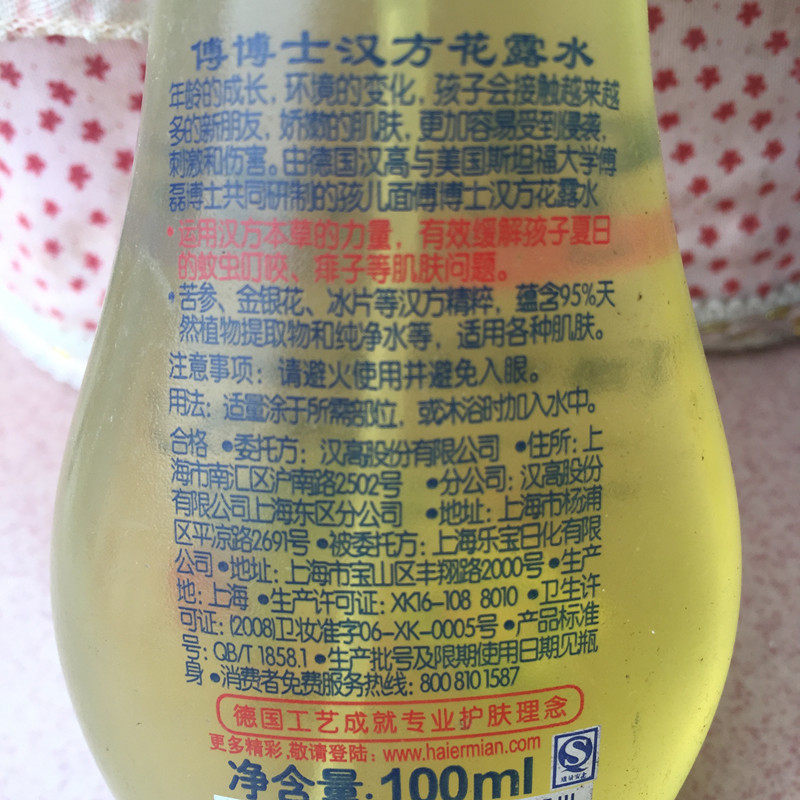 傅博士汉方花露水
年龄的成长，环境的变化，孩子会接触越来越
多的新朋友，娇嫩的肌肤，更加容易受到侵袭，
刺激和伤害。由德国汉高与美国斯坦福大学傅
磊博士共同研制的孩儿面傅博士汉方花露水
·运用汉方本草的力量，有效缓解孩子夏日
的蚊虫叮咬、痱子等肌肤问题。
·苦参、金银花、冰片等汉方精粹，蕴含95%天
然植物提取物和纯净水等，适用各种肌肤。
注意事项：请避火使用并避免入眼。
用法：适量涂于所需部位，或沐浴时加入水中。
合格 ●委托方：汉高股份有限公司 ●住所：上
海市南汇区沪南路2502号 ●分公司：汉高股份
有限公司上海东区分公司 ●地址：上海市杨浦
区平凉路2691号 ●被委托方：上海乐宝日化有限
公司 ●地址：上海市宝山区丰翔路2000号 ●生产
地：上海 ●生产许可证：XK16-108 8010 ●卫生许
可证：(2008)卫妆准字06-XK-0005号 ●产品标准
号：QB/T 1858.1 ●生产批号及限期使用日期见瓶
身 ●消费者免费服务热线：800 810 1587
德国工艺成就专业护肤理念
更多精彩,敬请登陆：www.haiermian.com
净含量:100ml